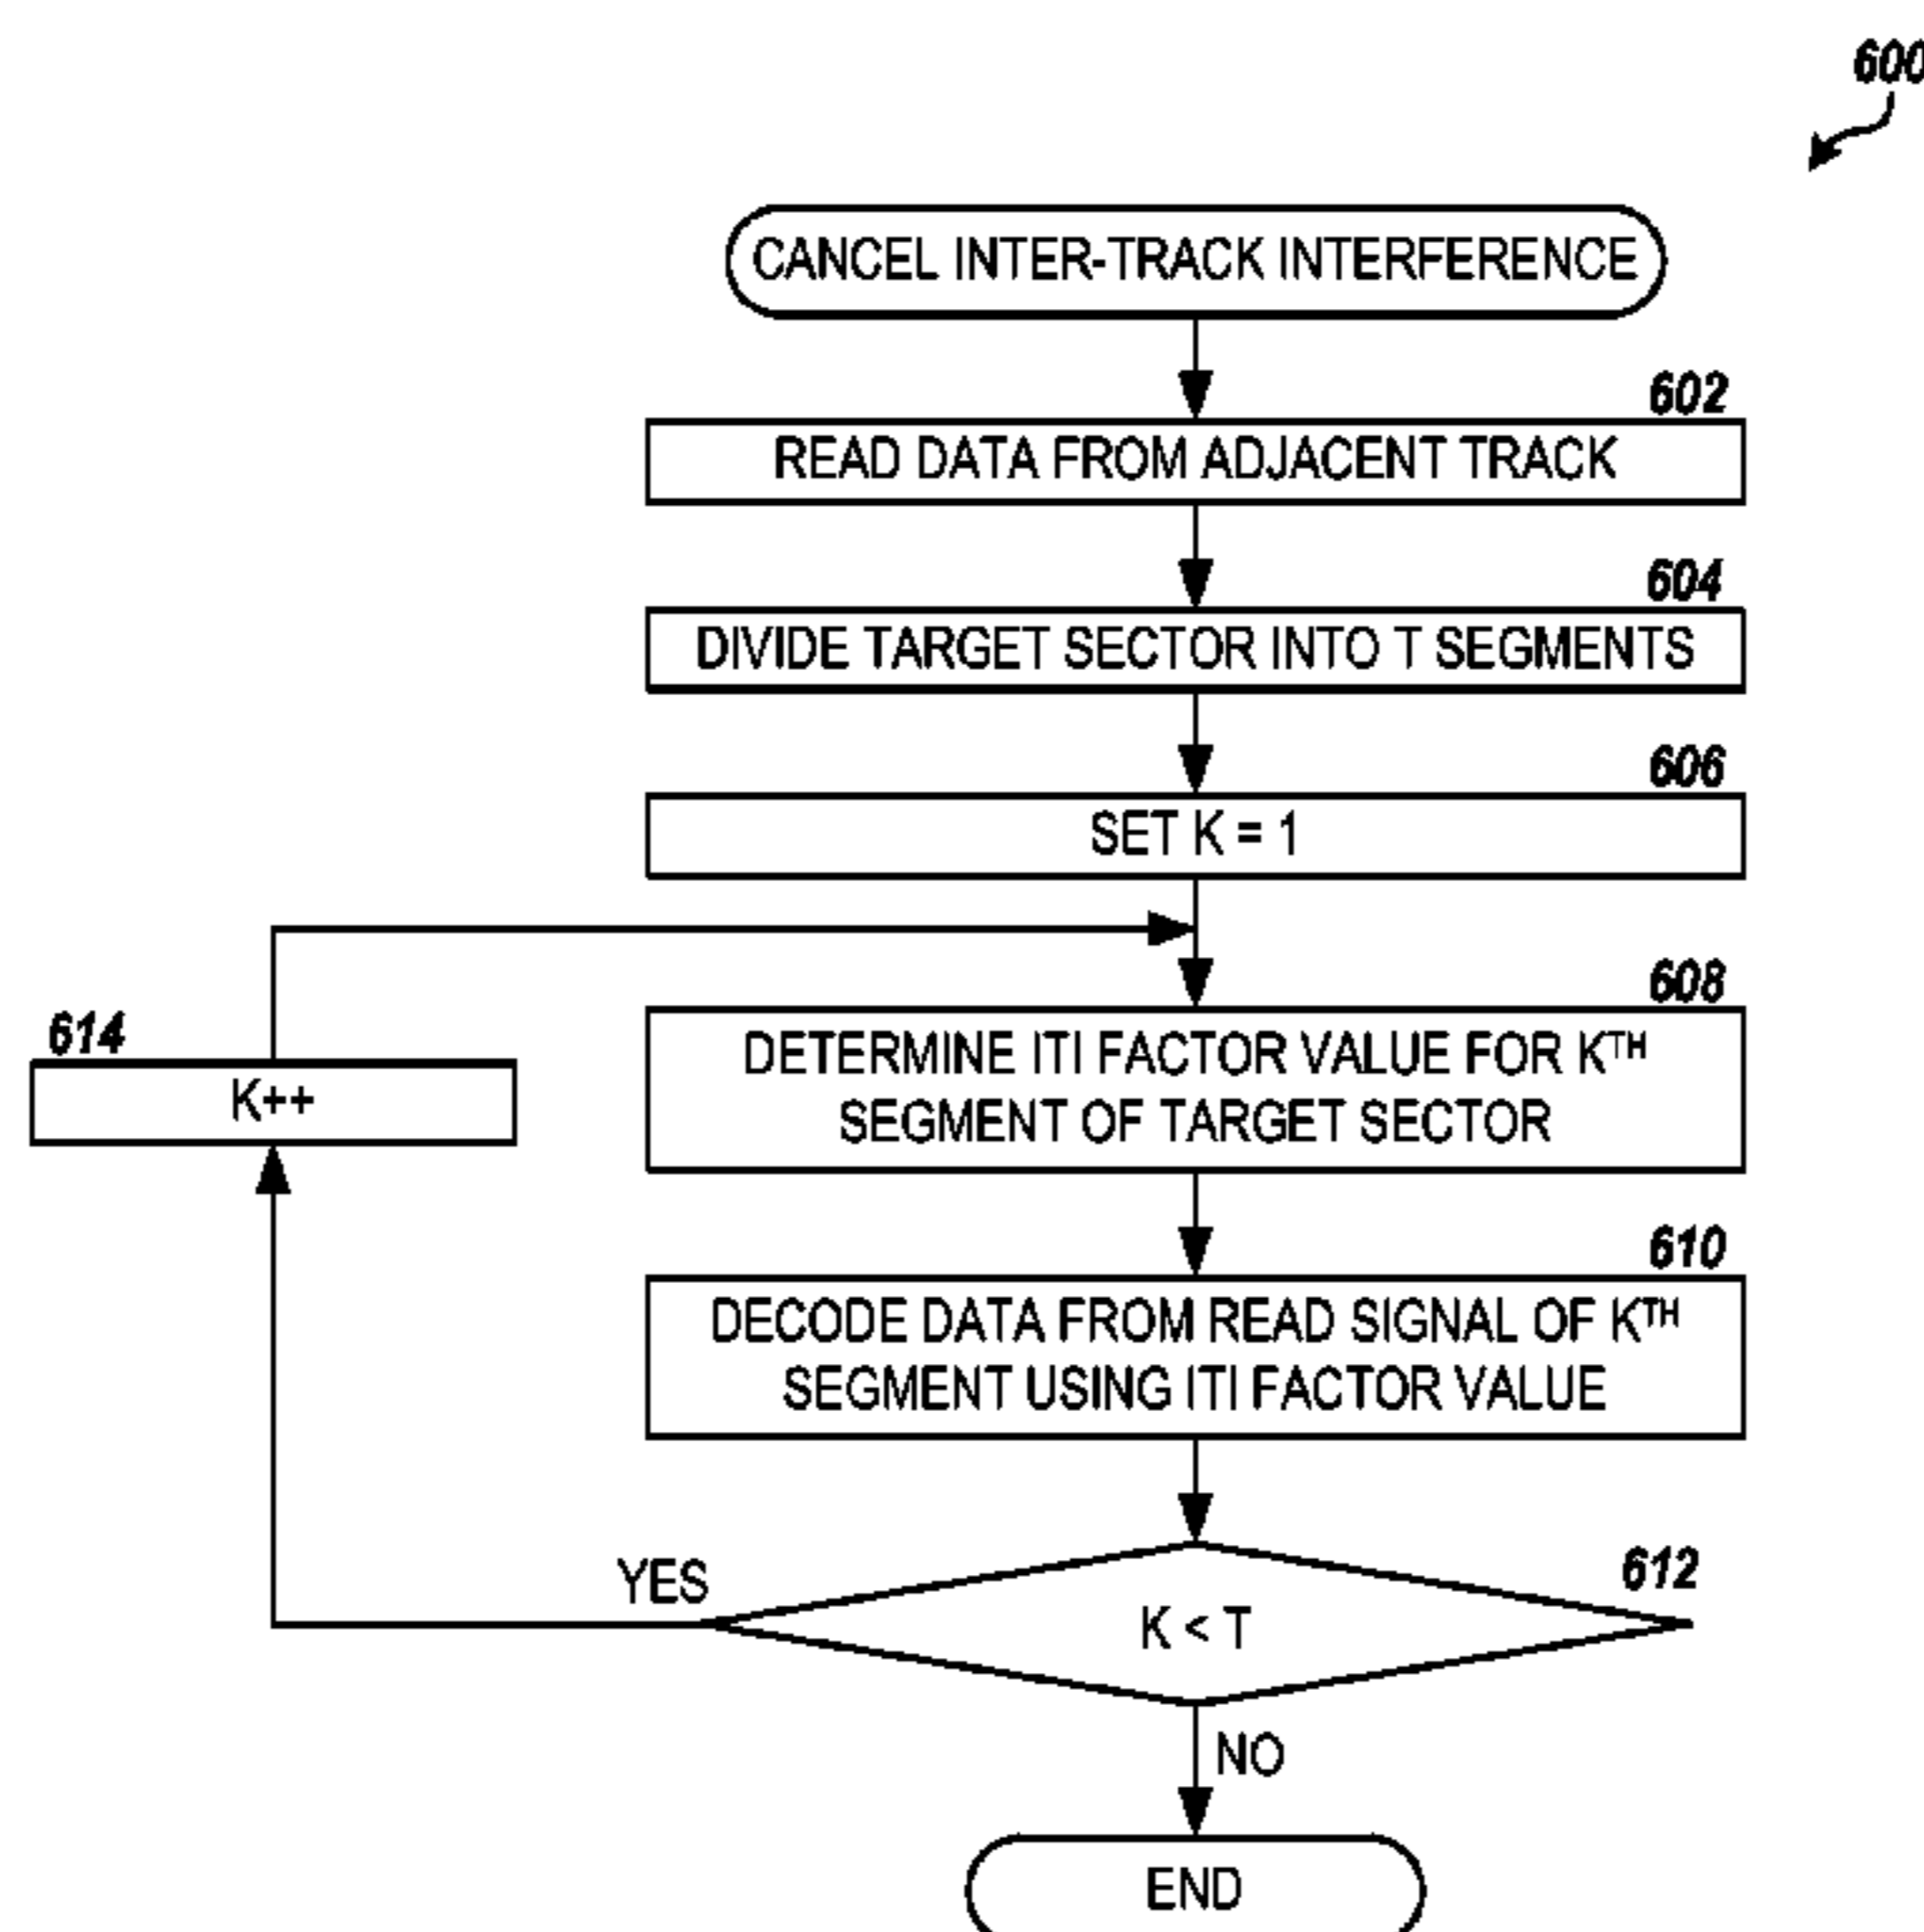 600
CANCEL INTER-TRACK INTERFERENCE
602
READ DATA FROM ADJACENT TRACK
604
DIVIDE TARGET SECTOR INTO T SEGMENTS
606
SET K = 1
608
DETERMINE ITI FACTOR VALUE FOR KTH
SEGMENT OF TARGET SECTOR
614
K++
610
DECODE DATA FROM READ SIGNAL OF KTH
SEGMENT USING ITI FACTOR VALUE
612
YES
K < T
NO
END